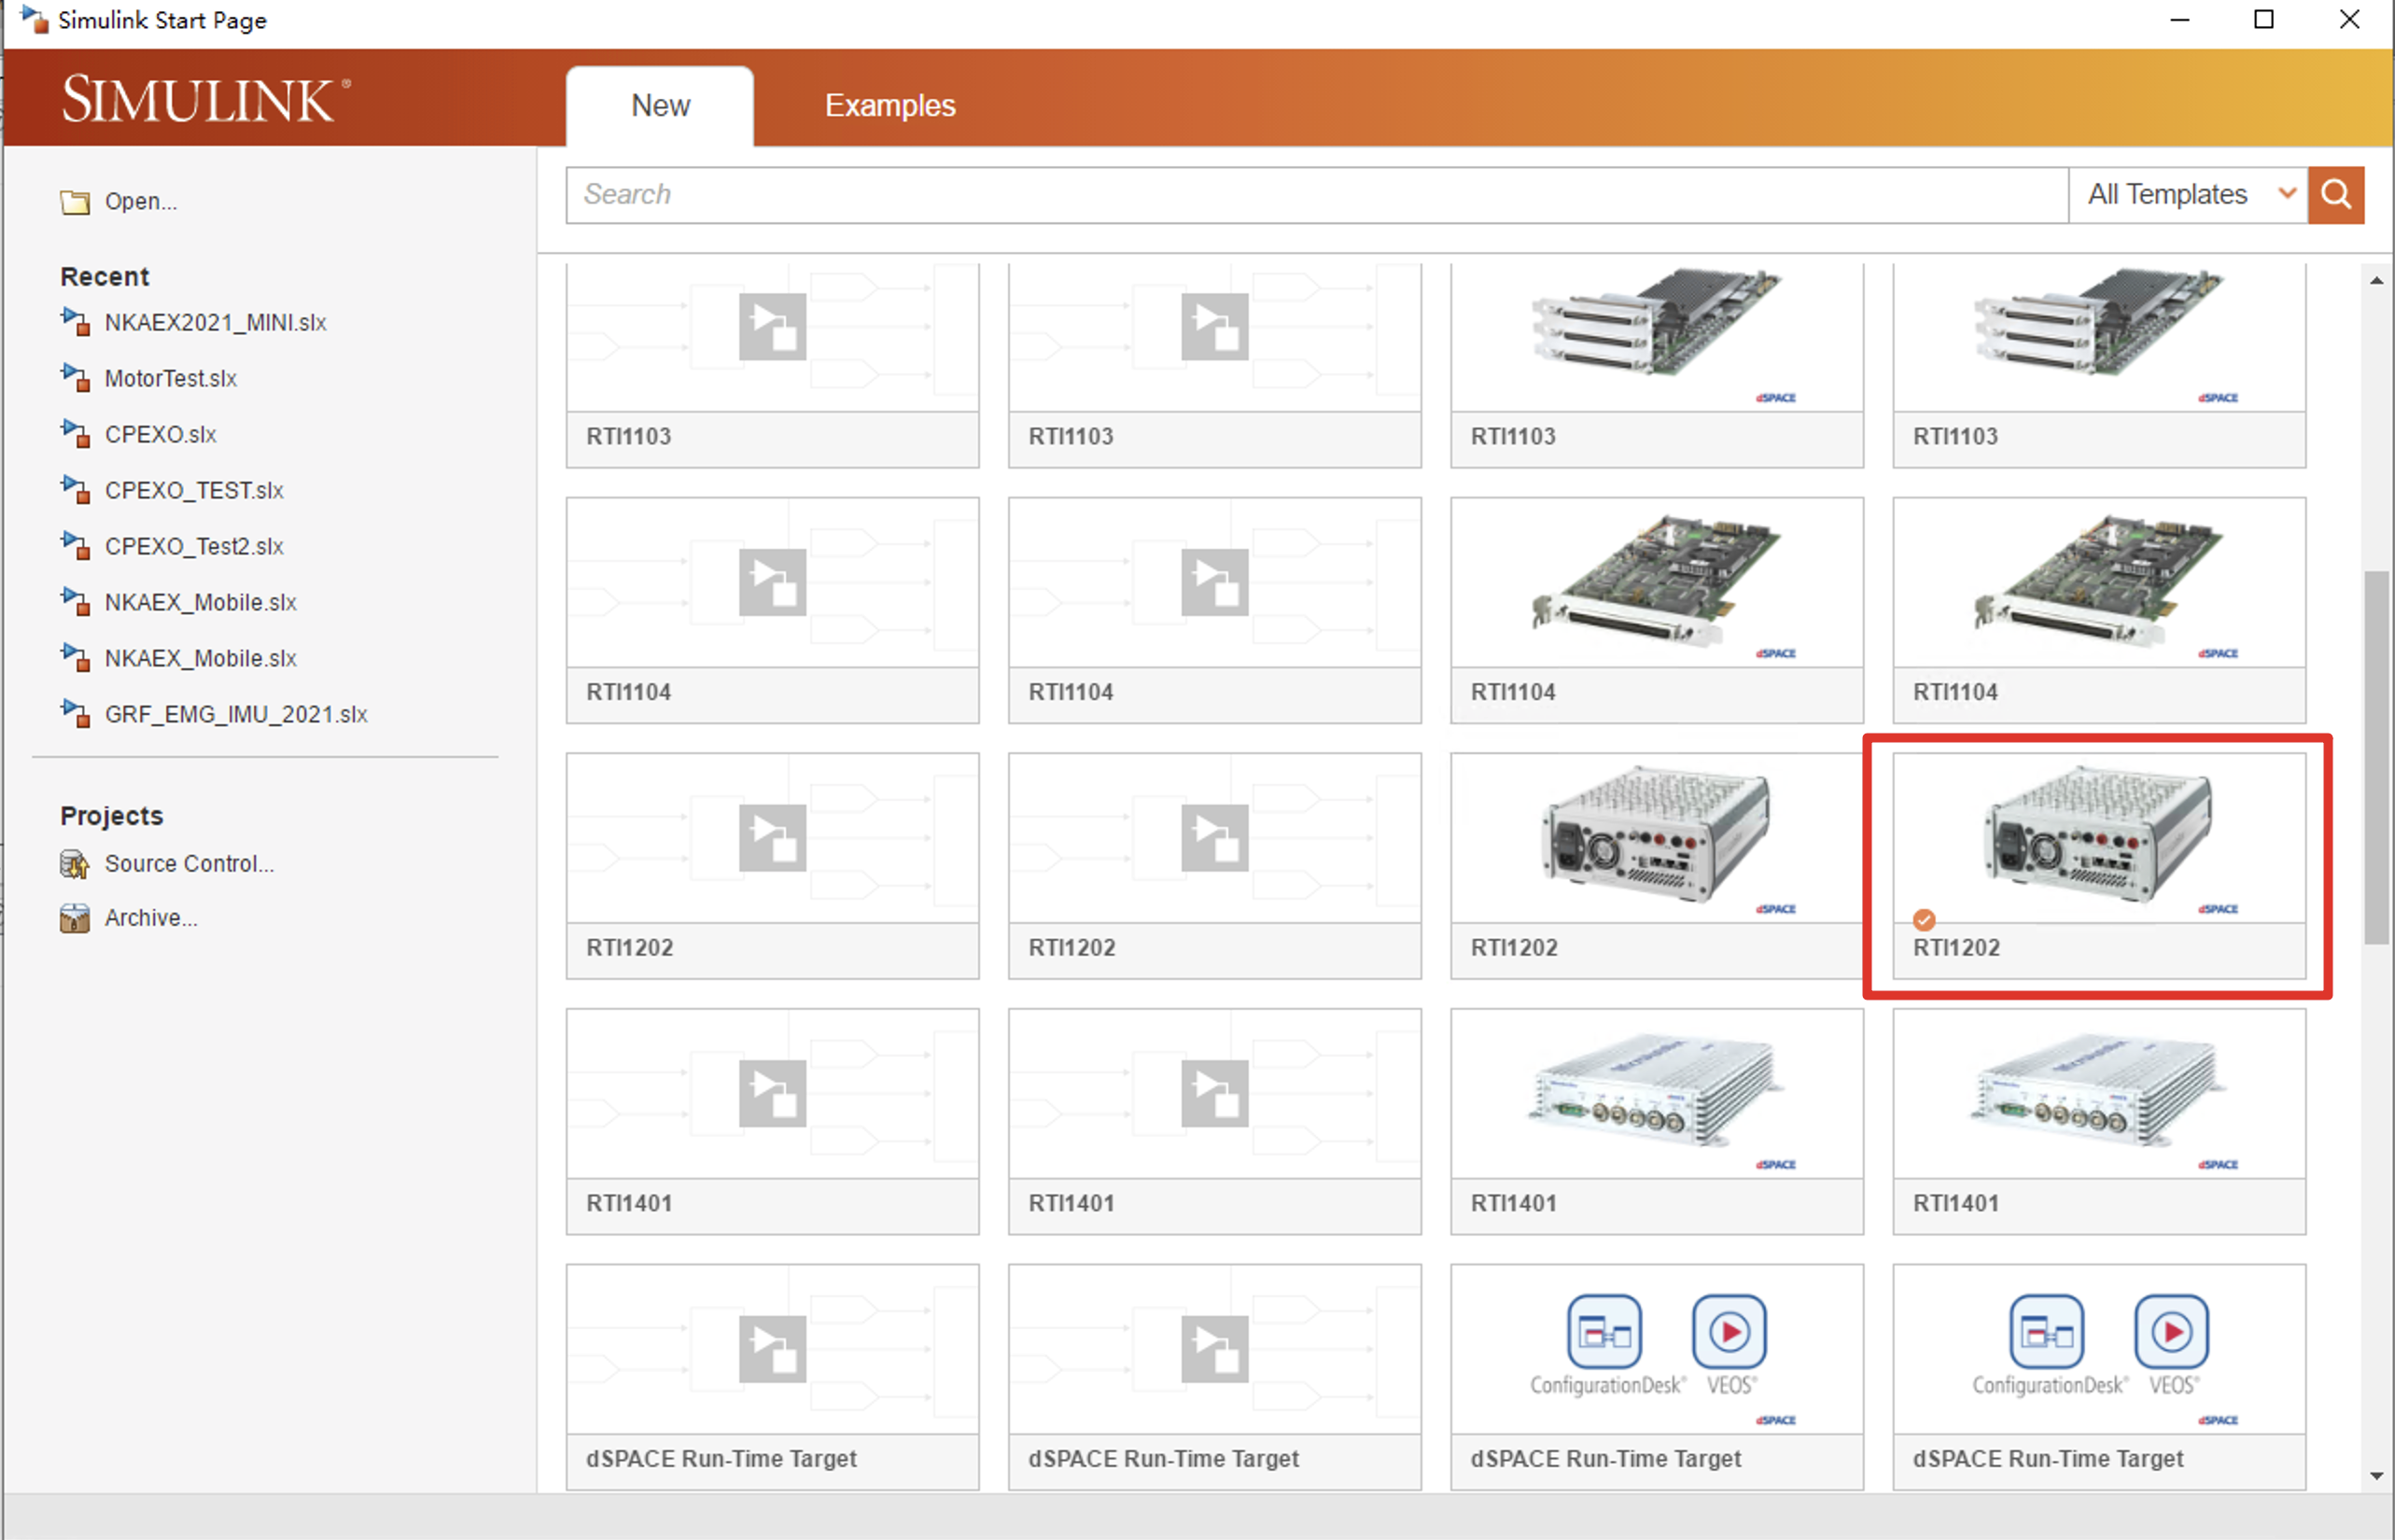 Simulink Start Page
SIMULINK®
New
Examples
Open...
Recent
NKAEX2021_MINI.slx
MotorTest.slx
CPEXO.slx
CPEXO_TEST.slx
CPEXO_Test2.slx
NKAEX_Mobile.slx
NKAEX_Mobile.slx
GRF_EMG_IMU_2021.slx
Projects
Source Control...
Archive...
Search
All Templates
dSPACE
dSPACE
RTI1103
RTI1103
RTI1103
RTI1103
dSPACE
dSPACE
RTI1104
RTI1104
RTI1104
RTI1104
dSPACE
dSPACE
RTI1202
RTI1202
RTI1202
RTI1202
dSPACE
dSPACE
RTI1401
RTI1401
RTI1401
RTI1401
ConfigurationDesk® VEOS®
dSPACE
ConfigurationDesk® VEOS®
dSPACE
dSPACE Run-Time Target
dSPACE Run-Time Target
dSPACE Run-Time Target
dSPACE Run-Time Target